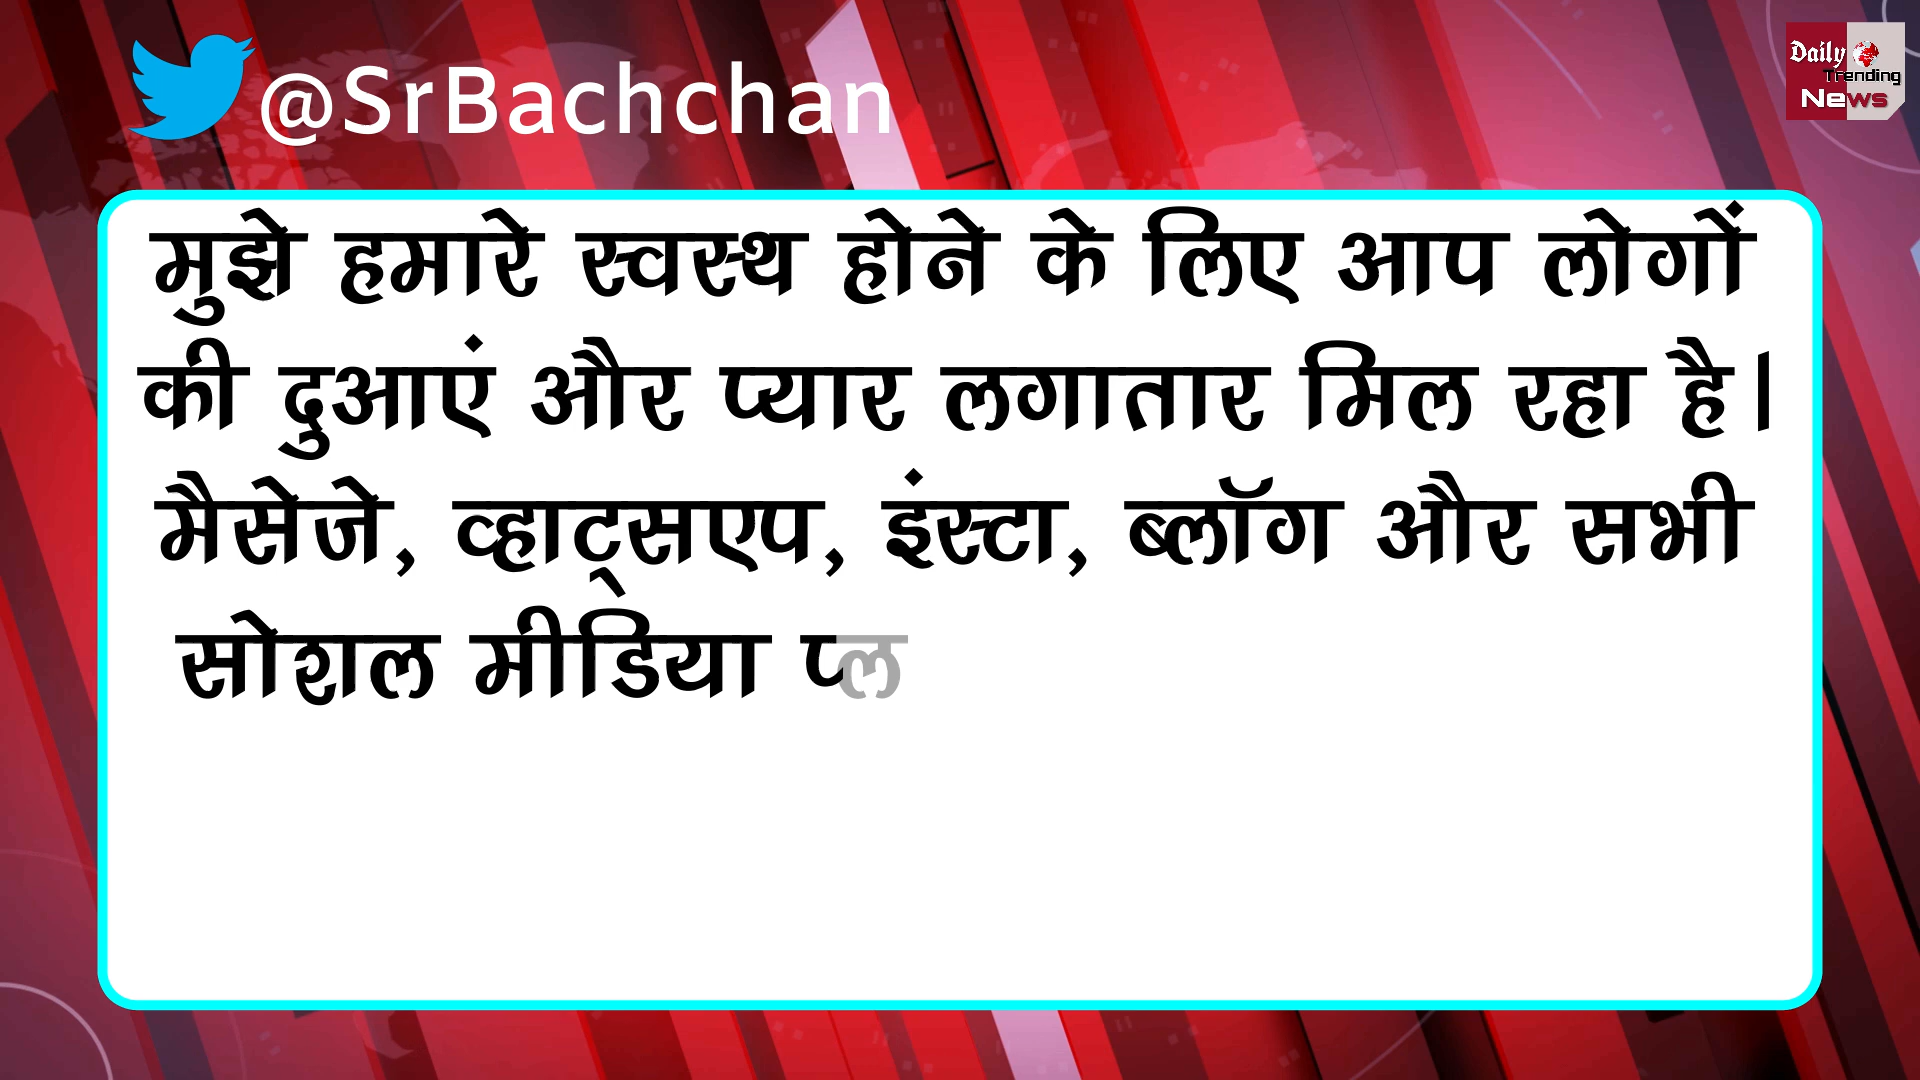 @SrBachchan
Daily
Trending
News
मुझे हमारे स्वस्थ होने के लिए आप लोगों
की दुआएं और प्यार लगातार मिल रहा है।
मैसेजे, व्हाट्सएप, इंस्टा, ब्लॉग और सभी
सोशल मीडिया प्ल